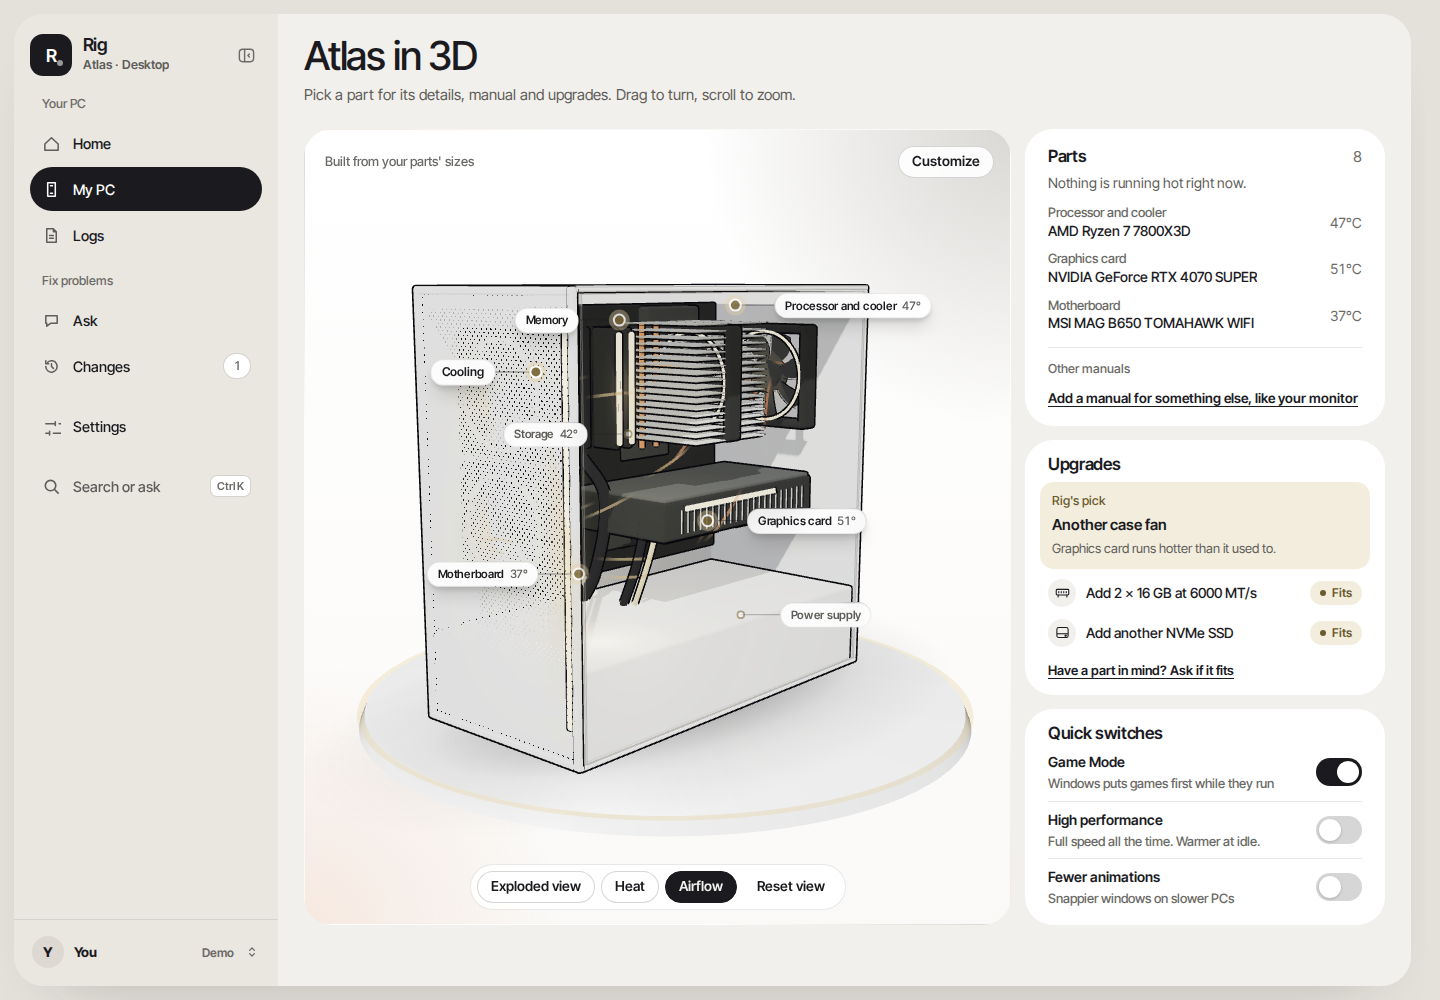 R
Rig
Atlas · Desktop
Your PC
Home
My PC
Logs
Fix problems
Ask
Changes
1
Settings
Search or ask
Ctrl K
Y
You
Demo
Atlas in 3D
Pick a part for its details, manual and upgrades. Drag to turn, scroll to zoom.
Built from your parts' sizes
Customize
Memory
Processor and cooler 47°
Cooling
Storage 42°
Graphics card 51°
Motherboard 37°
Power supply
Exploded view
Heat
Airflow
Reset view
Parts
8
Nothing is running hot right now.
Processor and cooler
AMD Ryzen 7 7800X3D
47°C
Graphics card
NVIDIA GeForce RTX 4070 SUPER
51°C
Motherboard
MSI MAG B650 TOMAHAWK WIFI
37°C
Other manuals
Add a manual for something else, like your monitor
Upgrades
Rig's pick
Another case fan
Graphics card runs hotter than it used to.
Add 2 × 16 GB at 6000 MT/s
Fits
Add another NVMe SSD
Fits
Have a part in mind? Ask if it fits
Quick switches
Game Mode
Windows puts games first while they run
High performance
Full speed all the time. Warmer at idle.
Fewer animations
Snappier windows on slower PCs